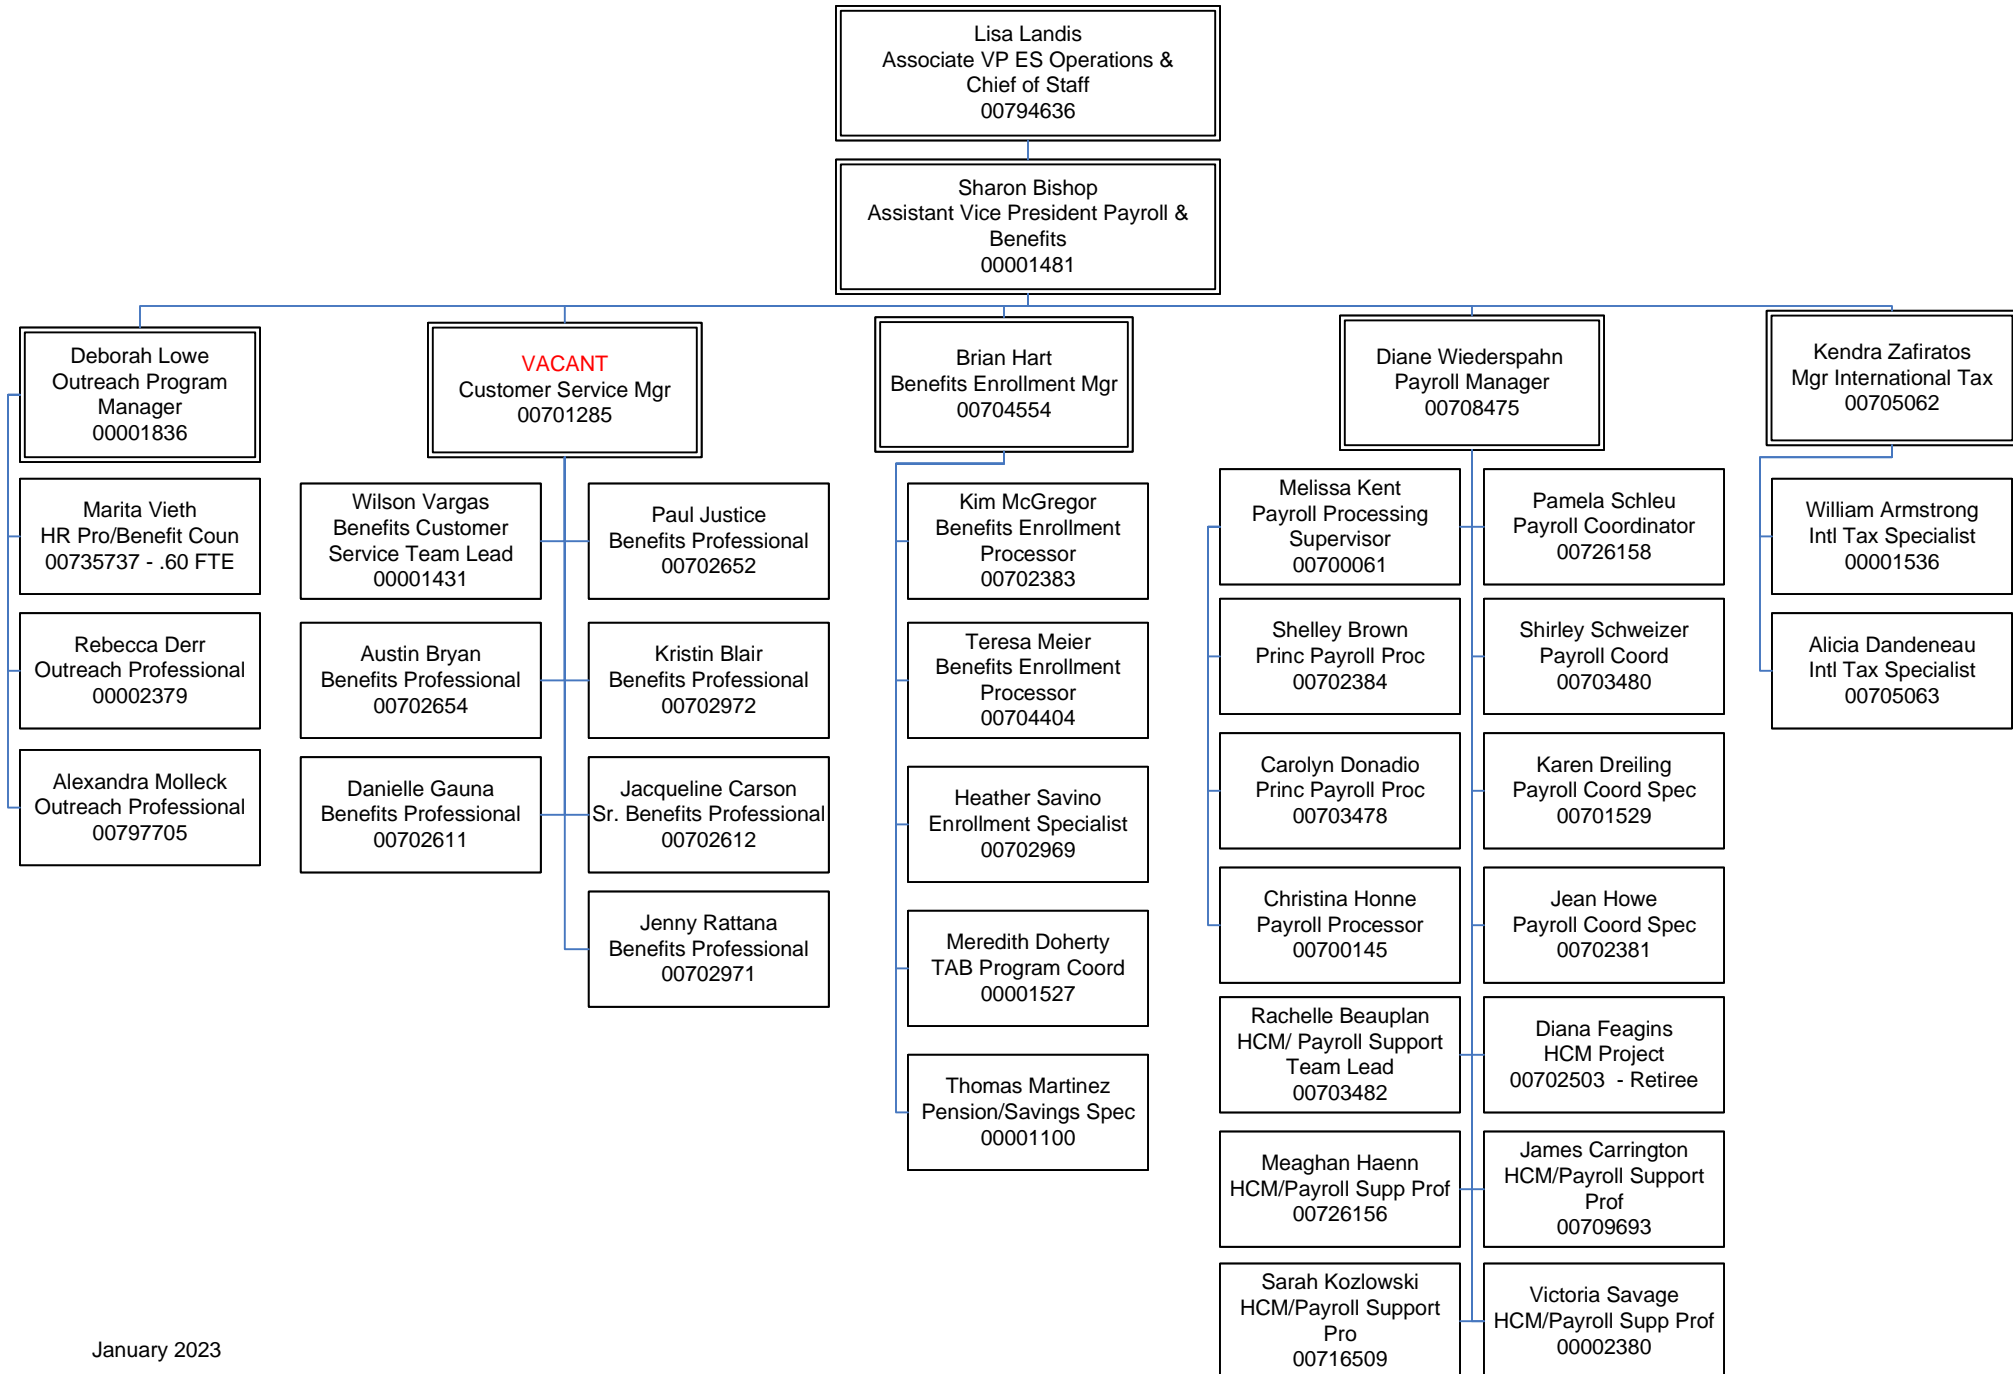 Lisa Landis
Associate VP ES Operations &
Chief of Staff
00794636
Sharon Bishop
Assistant Vice President Payroll &
Benefits
00001481
Deborah Lowe
Outreach Program
Manager
00001836
VACANT
Customer Service Mgr
00701285
Brian Hart
Benefits Enrollment Mgr
00704554
Diane Wiederspahn
Payroll Manager
00708475
Kendra Zafiratos
Mgr International Tax
00705062
Marita Vieth
HR Pro/Benefit Coun
00735737 - .60 FTE
Rebecca Derr
Outreach Professional
00002379
Alexandra Molleck
Outreach Professional
00797705
Wilson Vargas
Benefits Customer
Service Team Lead
00001431
Paul Justice
Benefits Professional
00702652
Austin Bryan
Benefits Professional
00702654
Kristin Blair
Benefits Professional
00702972
Danielle Gauna
Benefits Professional
00702611
Jacqueline Carson
Sr. Benefits Professional
00702612
Jenny Rattana
Benefits Professional
00702971
Kim McGregor
Benefits Enrollment
Processor
00702383
Teresa Meier
Benefits Enrollment
Processor
00704404
Heather Savino
Enrollment Specialist
00702969
Meredith Doherty
TAB Program Coord
00001527
Thomas Martinez
Pension/Savings Spec
00001100
Melissa Kent
Payroll Processing
Supervisor
00700061
Pamela Schleu
Payroll Coordinator
00726158
Shelley Brown
Princ Payroll Proc
00702384
Shirley Schweizer
Payroll Coord
00703480
Carolyn Donadio
Princ Payroll Proc
00703478
Karen Dreiling
Payroll Coord Spec
00701529
Christina Honne
Payroll Processor
00700145
Jean Howe
Payroll Coord Spec
00702381
Rachelle Beauplan
HCM/ Payroll Support
Team Lead
00703482
Diana Feagins
HCM Project
00702503  - Retiree
Meaghan Haenn
HCM/Payroll Supp Prof
00726156
James Carrington
HCM/Payroll Support
Prof
00709693
Sarah Kozlowski
HCM/Payroll Support
Pro
00716509
Victoria Savage
HCM/Payroll Supp Prof
00002380
William Armstrong
Intl Tax Specialist
00001536
Alicia Dandeneau
Intl Tax Specialist
00705063
January 2023